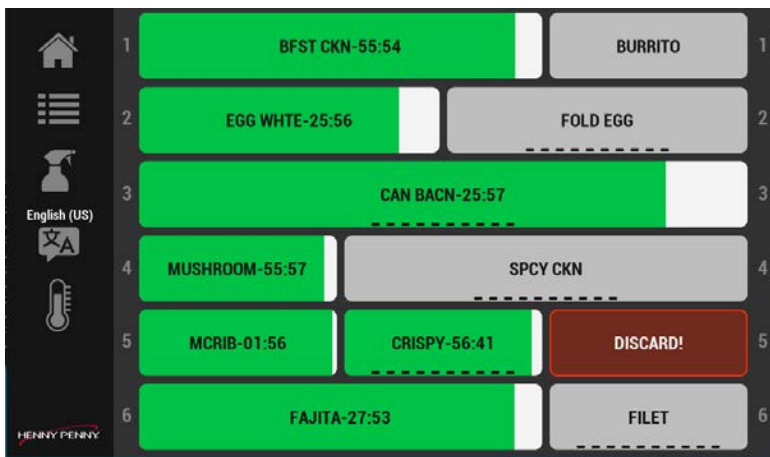 1 BFST CKN-55:54 BURRITO 1
2 EGG WHTE-25:56 FOLD EGG 2
English (US)
文A
3 CAN BACN-25:57 3
4 MUSHROOM-55:57 SPCY CKN 4
5 MCRIB-01:56 CRISPY-56:41 DISCARD! 5
6 FAJITA-27:53 FILET 6
HENNY PENNY